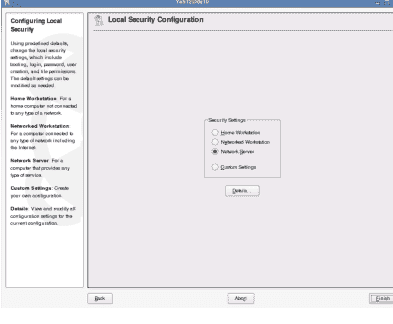 Configuring Local
Security
Using predefined defaults,
change the local security
settings, which include
booting, login, password, user
creation, and file permissions.
The default settings can be
modified as needed.
Home Workstation: For a
home computer not connected
to any type of a network.
Networked Workstation:
For a computer connected to
any type of network including
the Internet.
Network Server: For a
computer that provides any
type of service.
Custom Settings: Create
your own configuration.
Details: View and modify all
configuration settings for the
current configuration.
Local Security Configuration
Security Settings
Home Workstation
Networked Workstation
Network Server
Custom Settings
Details...
Back
Abort
Finish